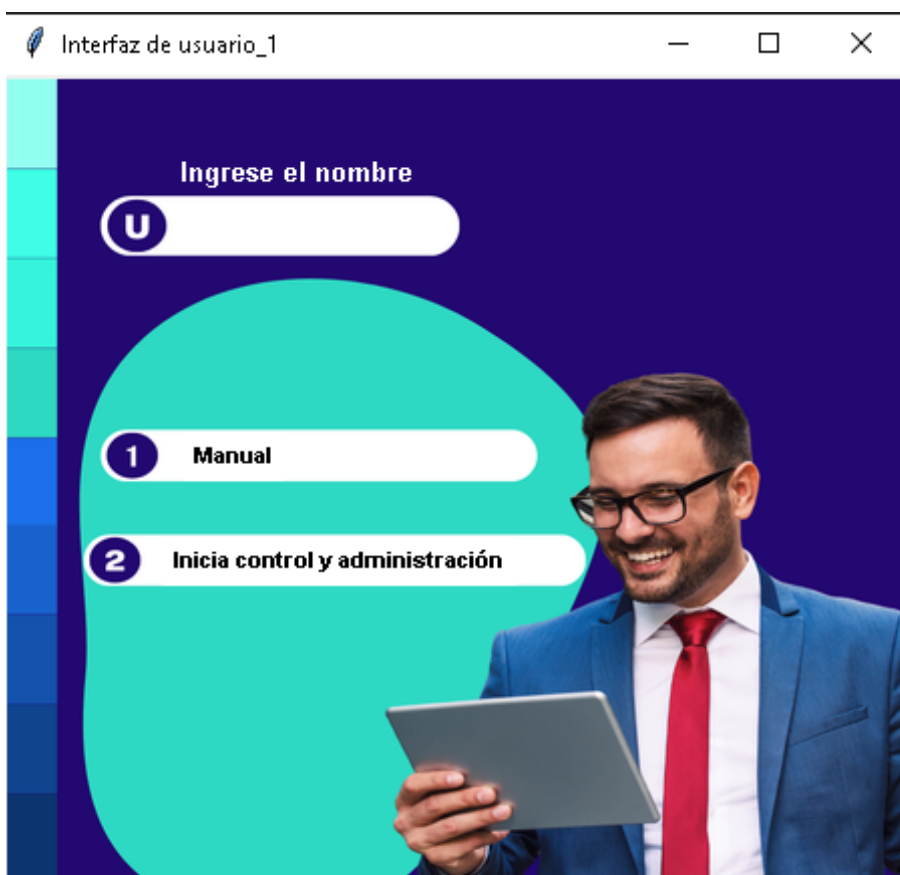 Interfaz de usuario_1
Ingrese el nombre
U
1 Manual
2 Inicia control y administración